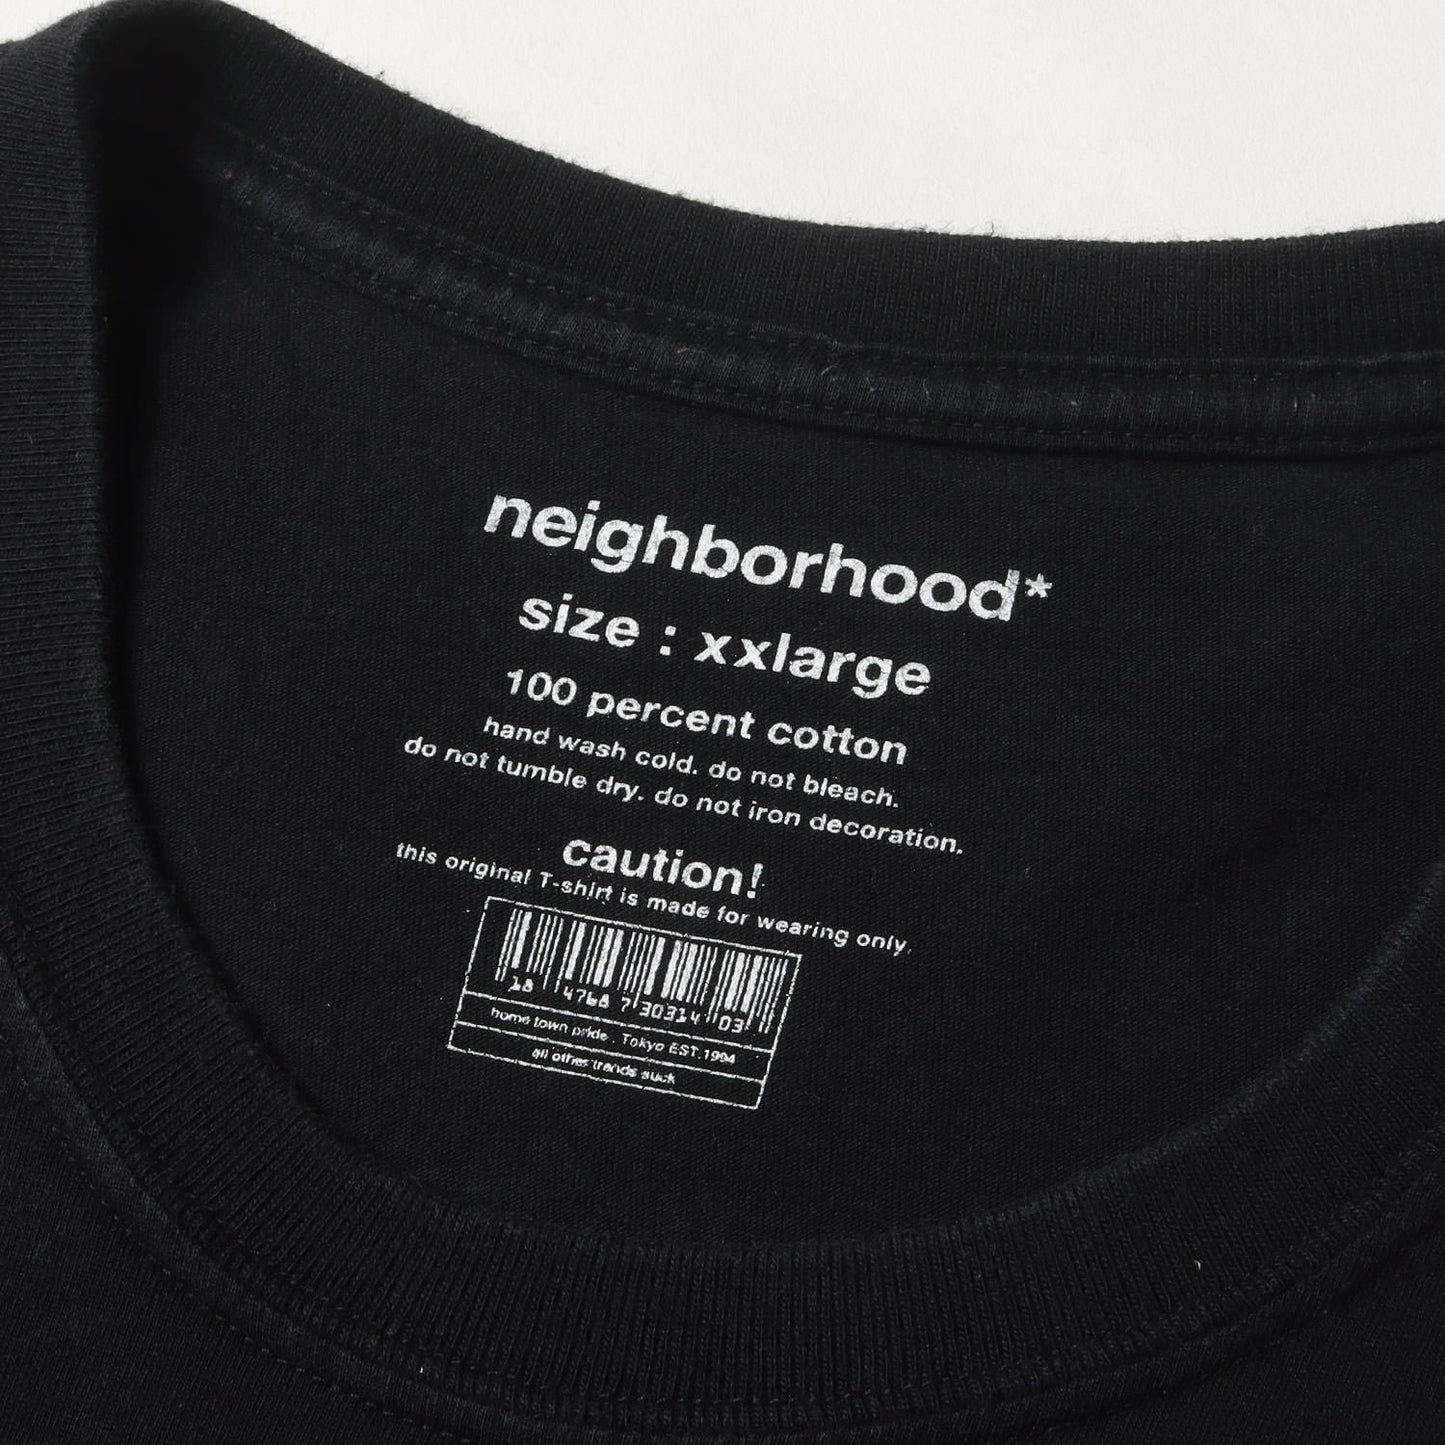 neighborhood*
size : xxlarge
100 percent cotton
hand wash cold. do not bleach.
do not tumble dry. do not iron decoration.
caution!
this original T-shirt is made for wearing only.
18 4768 7 30314 03
home town pride . Tokyo EST.1994
all other trends suck